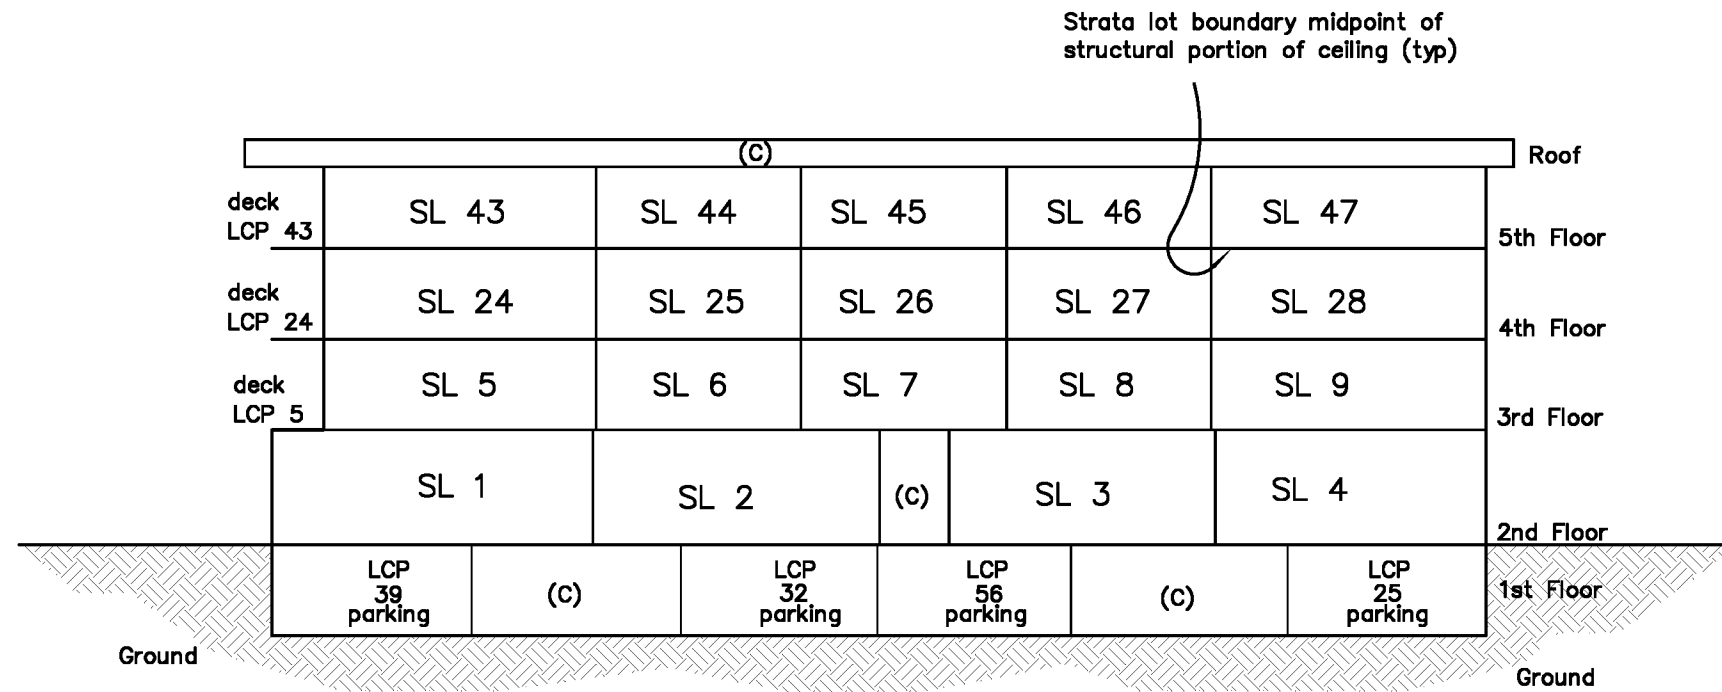 Strata lot boundary midpoint of
structural portion of ceiling (typ)
(C)
Roof
deck
LCP 43
SL 43
SL 44
SL 45
SL 46
SL 47
5th Floor
deck
LCP 24
SL 24
SL 25
SL 26
SL 27
SL 28
4th Floor
deck
LCP 5
SL 5
SL 6
SL 7
SL 8
SL 9
3rd Floor
SL 1
SL 2
(C)
SL 3
SL 4
2nd Floor
LCP
39
parking
(C)
LCP
32
parking
LCP
56
parking
(C)
LCP
25
parking
1st Floor
Ground
Ground